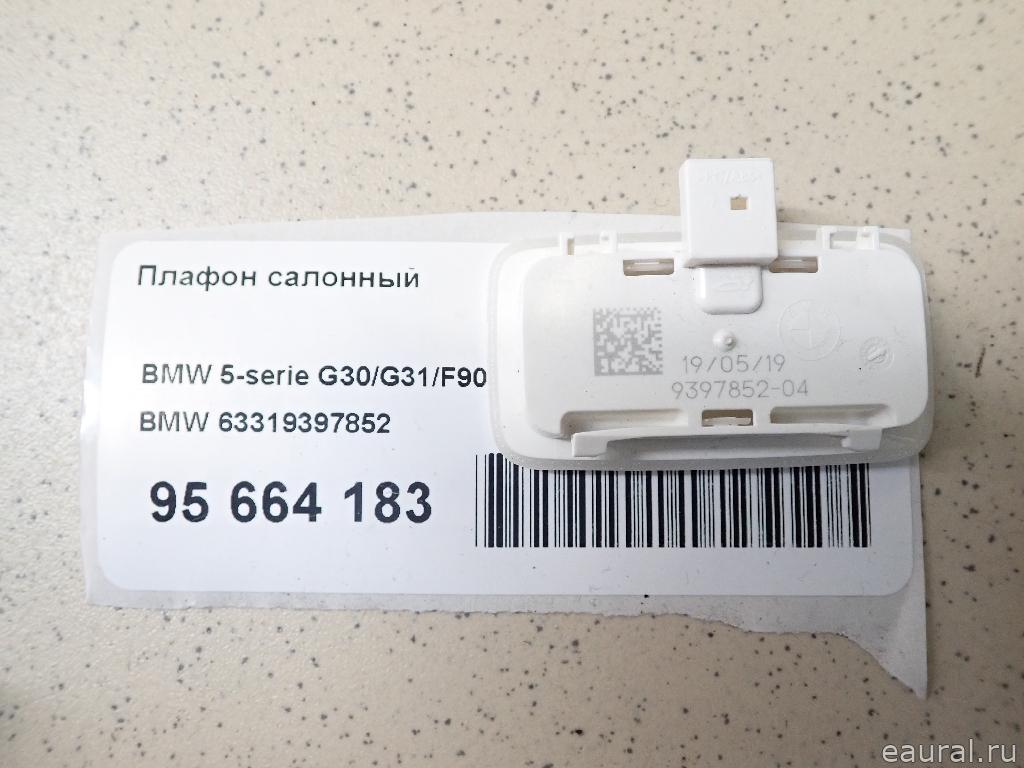 Плафон салонный
BMW 5-serie G30/G31/F90
BMW 63319397852
95 664 183
19/05/19
9397852-04
eaural.ru